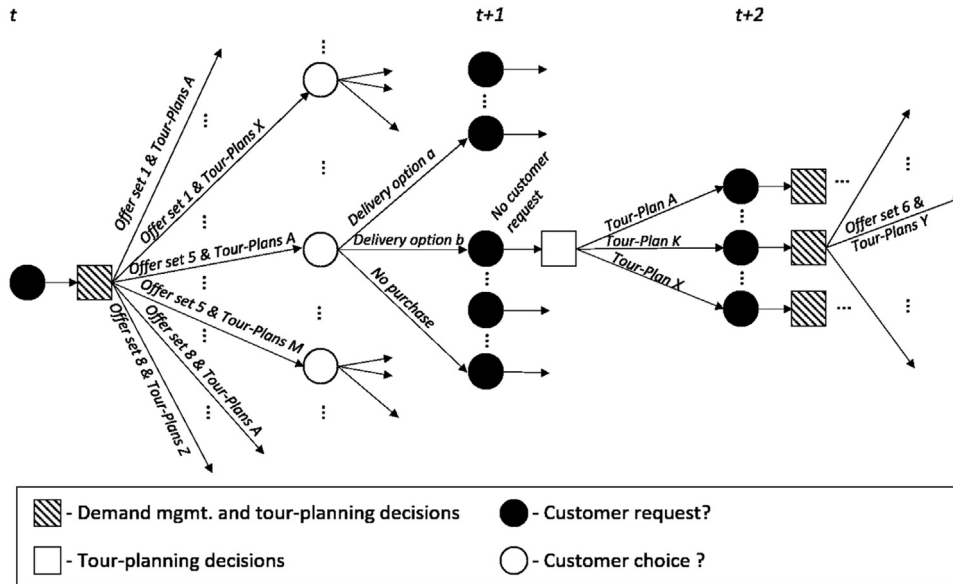 t
t+1
t+2
Offer set 1 & Tour-Plans A
Offer set 1 & Tour-Plans X
Offer set 5 & Tour-Plans A
Offer set 5 & Tour-Plans M
Offer set 8 & Tour-Plans A
Offer set 8 & Tour-Plans Z
Delivery option a
Delivery option b
No purchase
No customer
request
Tour-Plan A
Tour-Plan K
Tour-Plan X
Offer set 6 &
Tour-Plans Y
- Demand mgmt. and tour-planning decisions
- Customer request?
- Tour-planning decisions
- Customer choice ?